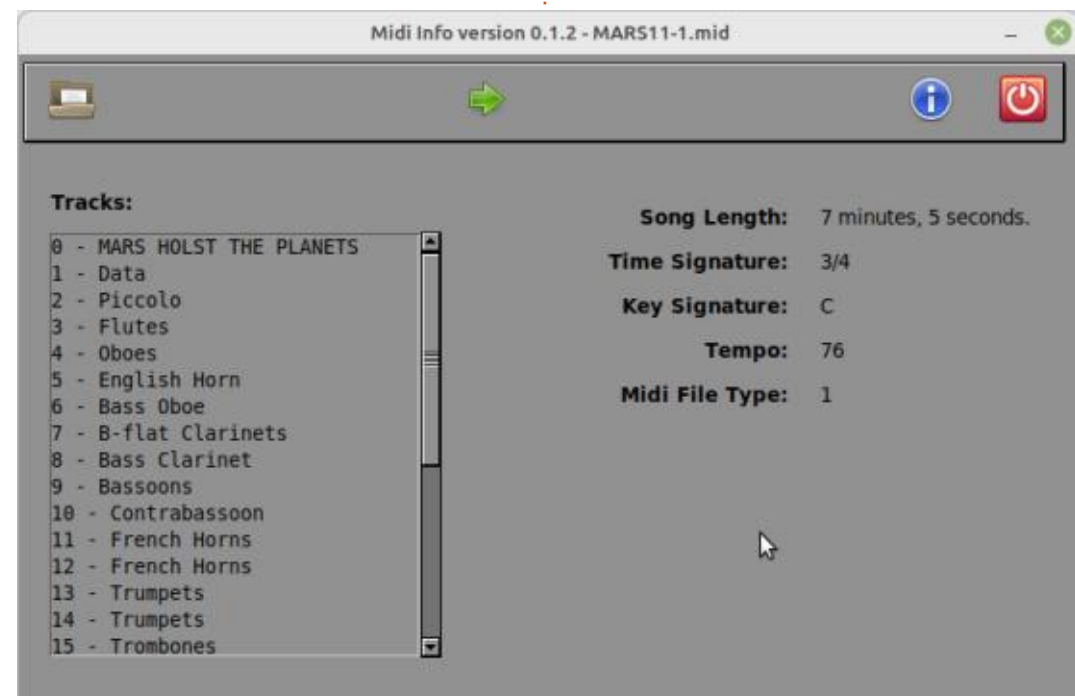 Midi Info version 0.1.2 - MARS11-1.mid
Tracks:
0 - MARS HOLST THE PLANETS
1 - Data
2 - Piccolo
3 - Flutes
4 - Oboes
5 - English Horn
6 - Bass Oboe
7 - B-flat Clarinets
8 - Bass Clarinet
9 - Bassoons
10 - Contrabassoon
11 - French Horns
12 - French Horns
13 - Trumpets
14 - Trumpets
15 - Trombones
Song Length: 7 minutes, 5 seconds.
Time Signature: 3/4
Key Signature: C
Tempo: 76
Midi File Type: 1